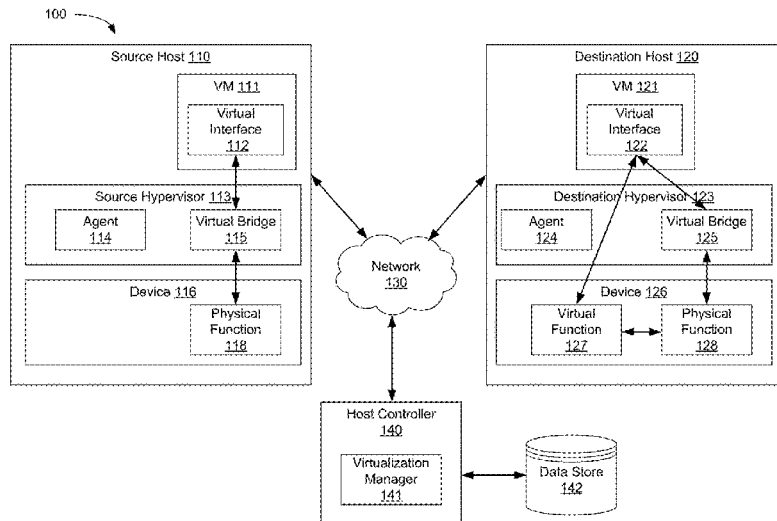 100
Source Host 110
VM 111
Virtual
Interface
112
Source Hypervisor 113
Agent
114
Virtual Bridge
115
Device 116
Physical
Function
118
Network
130
Destination Host 120
VM 121
Virtual
Interface
122
Destination Hypervisor 123
Agent
124
Virtual Bridge
125
Device 126
Virtual
Function
127
Physical
Function
128
Host Controller
140
Virtualization
Manager
141
Data Store
142